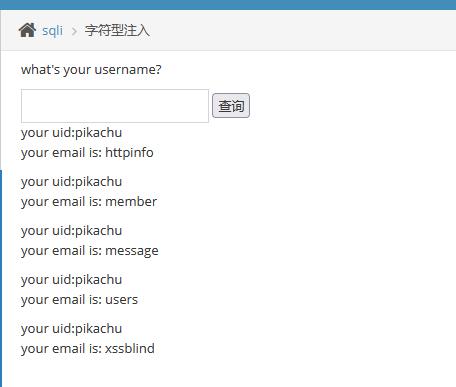 sqli > 字符型注入
what's your username?
查询
your uid:pikachu
your email is: httpinfo
your uid:pikachu
your email is: member
your uid:pikachu
your email is: message
your uid:pikachu
your email is: users
your uid:pikachu
your email is: xssblind